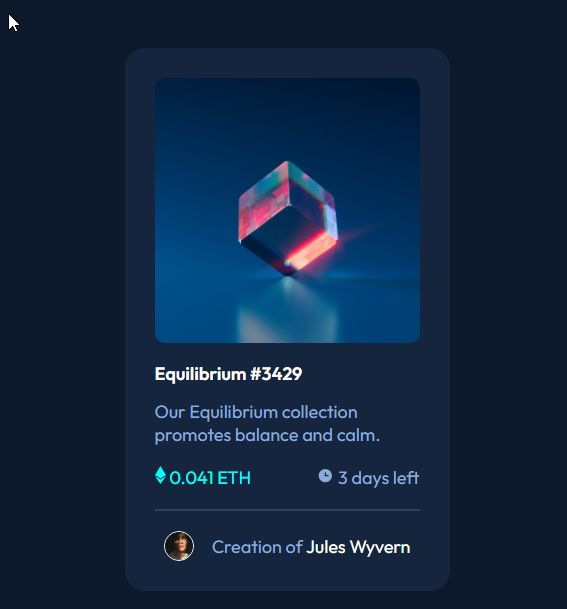 Equilibrium #3429
Our Equilibrium collection
promotes balance and calm.
0.041 ETH
3 days left
Creation of Jules Wyvern